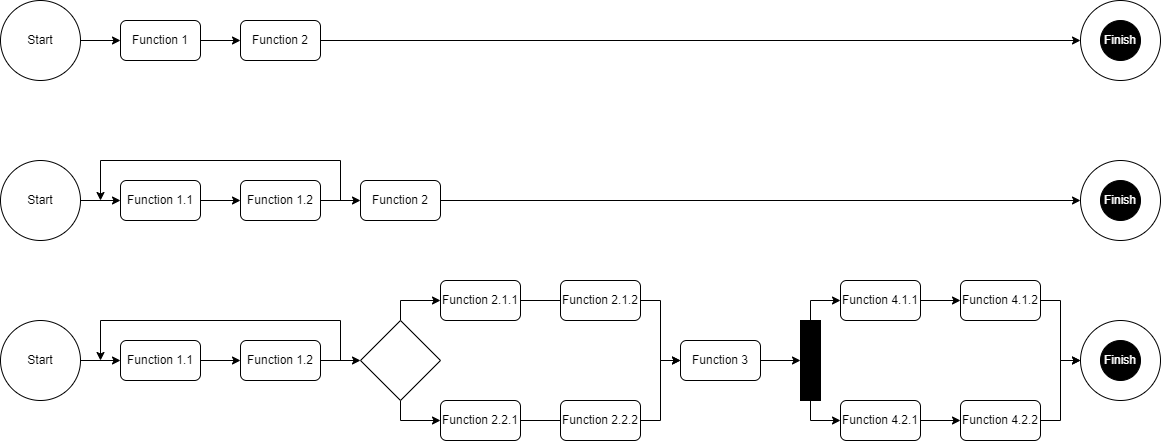 Start
Function 1
Function 2
Finish
Start
Function 1.1
Function 1.2
Function 2
Finish
Function 2.1.1
Function 2.1.2
Function 4.1.1
Function 4.1.2
Start
Function 1.1
Function 1.2
Function 3
Finish
Function 2.2.1
Function 2.2.2
Function 4.2.1
Function 4.2.2